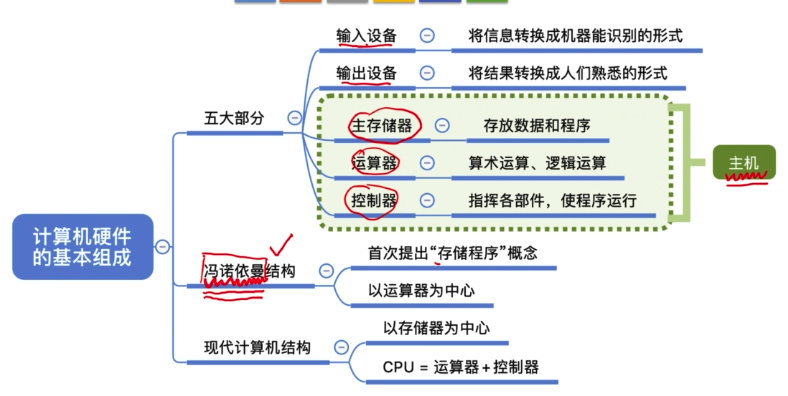 输入设备
将信息转换成机器能识别的形式
输出设备
将结果转换成人们熟悉的形式
五大部分
主存储器
存放数据和程序
运算器
算术运算、逻辑运算
主机
控制器
指挥各部件，使程序运行
计算机硬件
的基本组成
冯诺依曼结构
首次提出“存储程序”概念
以运算器为中心
现代计算机结构
以存储器为中心
CPU = 运算器+控制器